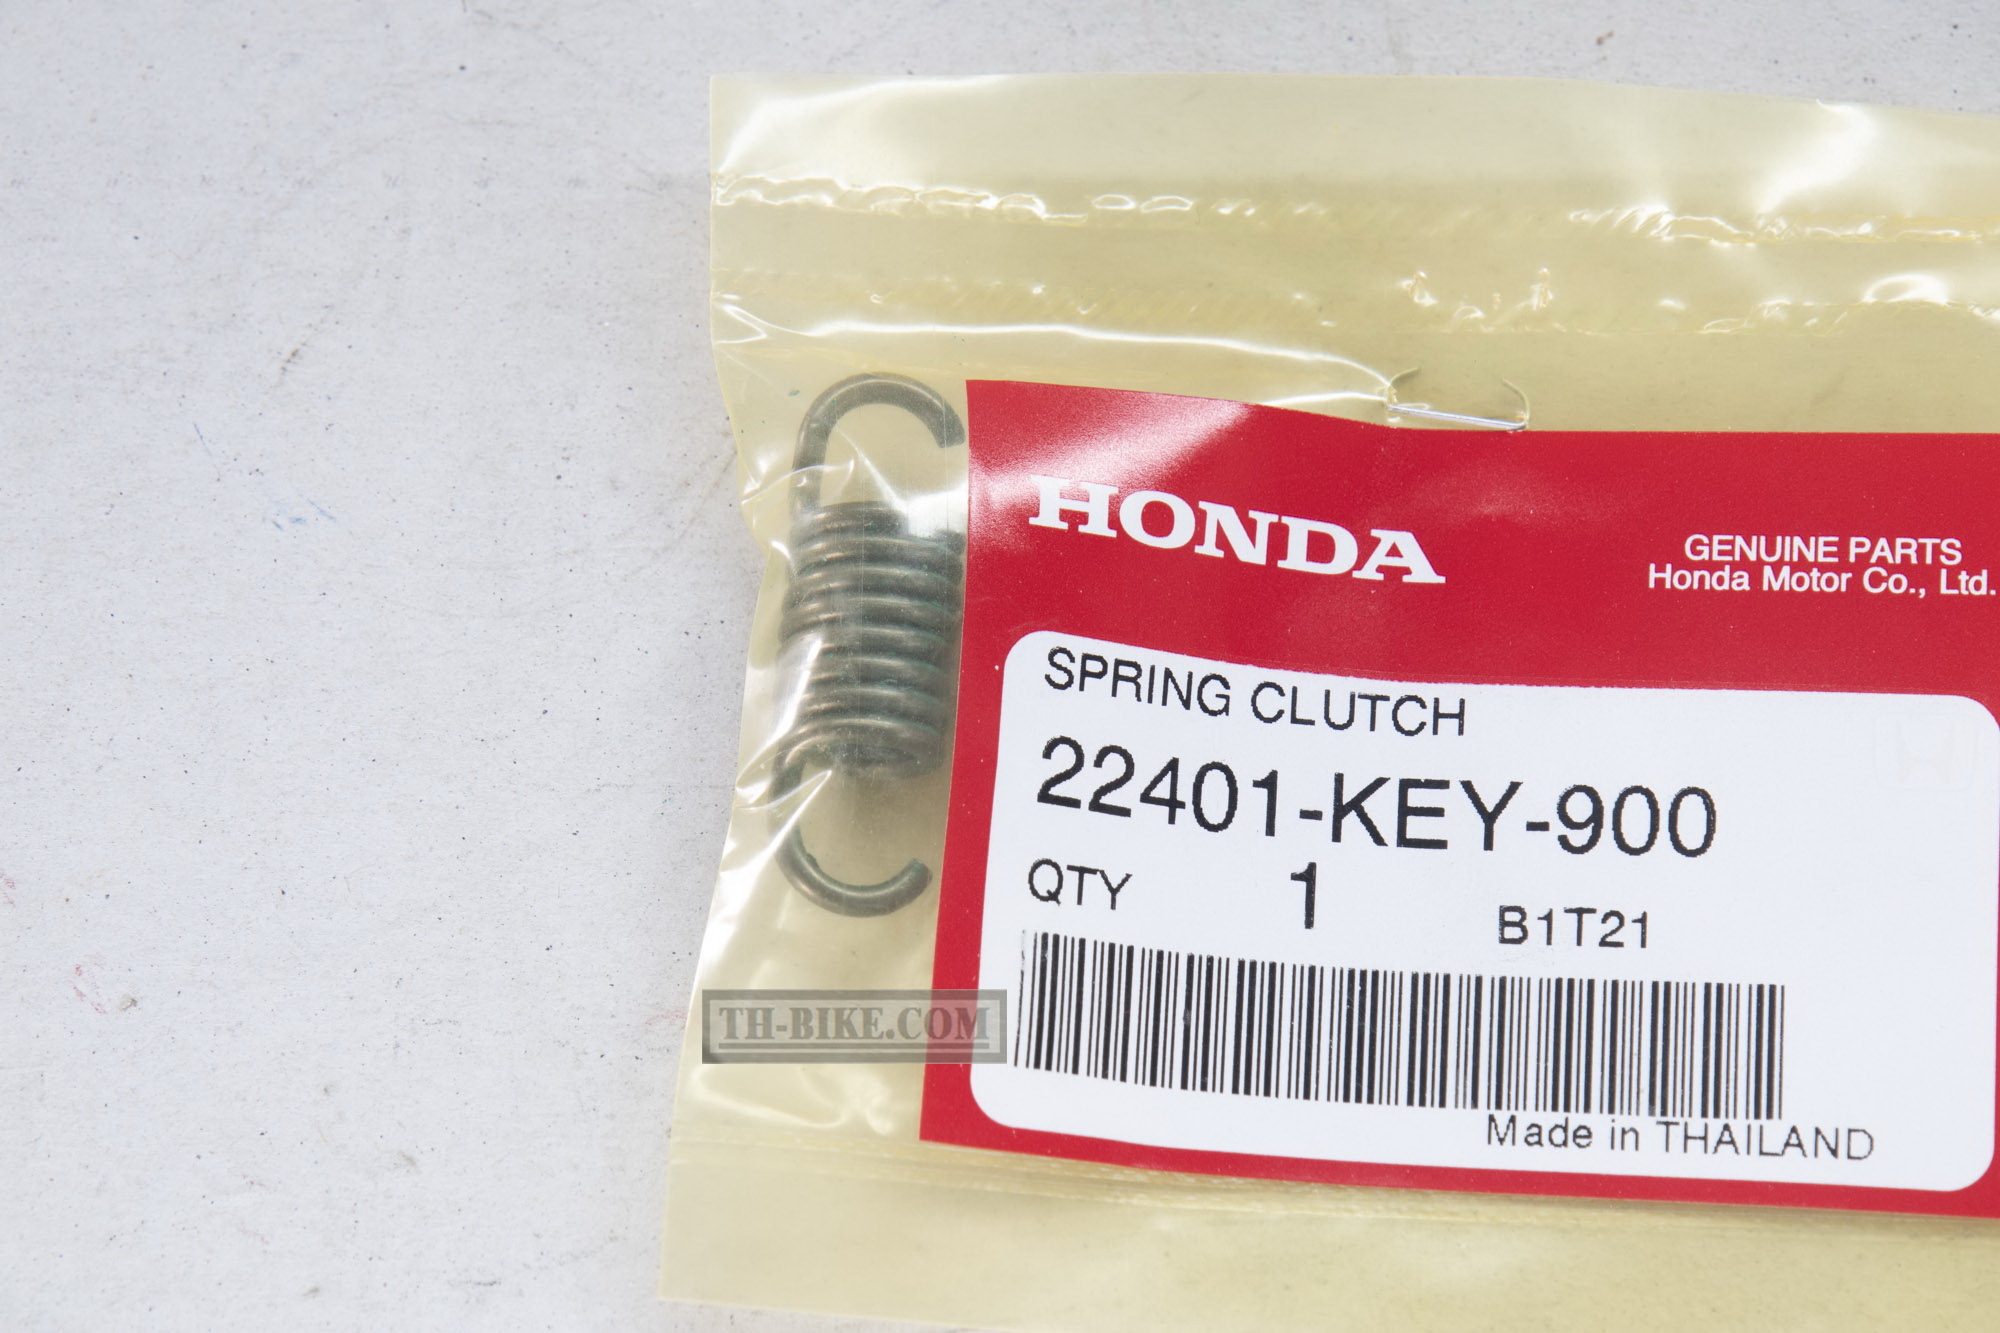 HONDA
GENUINE PARTS
Honda Motor Co., Ltd.
SPRING CLUTCH
22401-KEY-900
QTY 1 B1T21
TH-BIKE.COM
Made in THAILAND